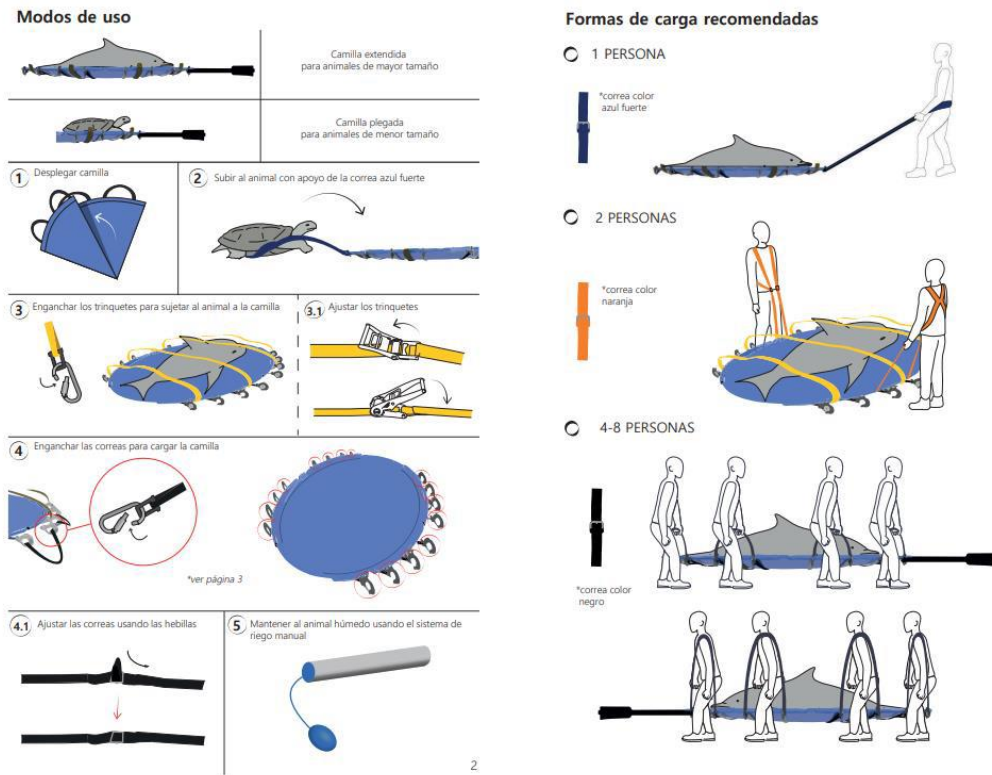 Modos de uso
Camilla extendida
para animales de mayor tamaño
Camilla plegada
para animales de menor tamaño
1 Desplegar camilla
2 Subir al animal con apoyo de la correa azul fuerte
3 Enganchar los trinquetes para sujetar al animal a la camilla
3.1 Ajustar los trinquetes
4 Enganchar las correas para cargar la camilla
*ver página 3
4.1 Ajustar las correas usando las hebillas
5 Mantener al animal húmedo usando el sistema de
riego manual
2
Formas de carga recomendadas
1 PERSONA
*correa color
azul fuerte
2 PERSONAS
*correa color
naranja
4-8 PERSONAS
*correa color
negro